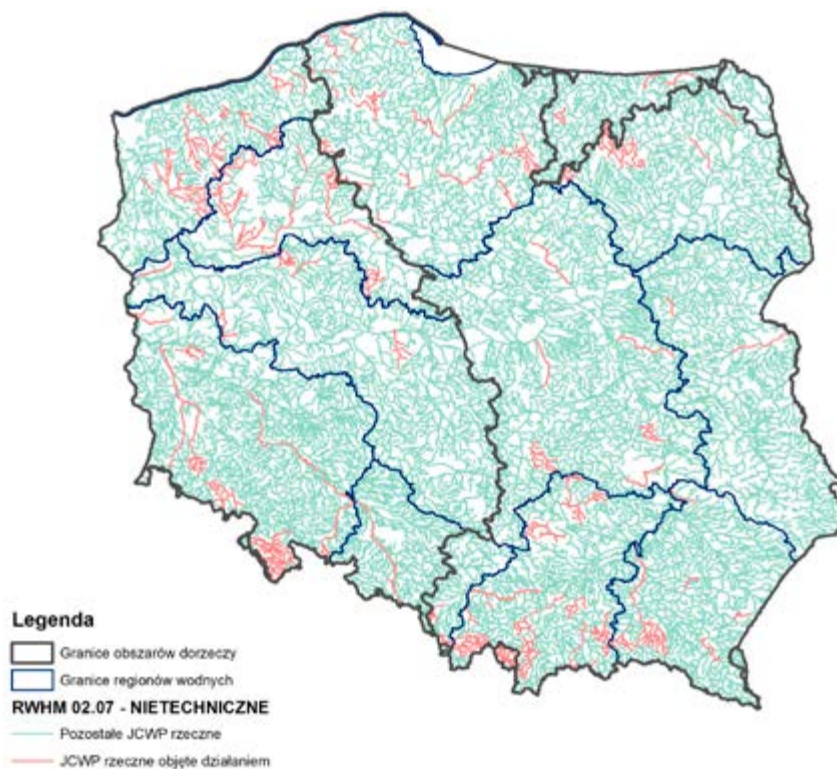 Legenda
Granice obszarów dorzeczy
Granice regionów wodnych
RWHM 02.07 - NIETECHNICZNE
Pozostałe JCWP rzeczne
JCWP rzeczne objęte działaniem